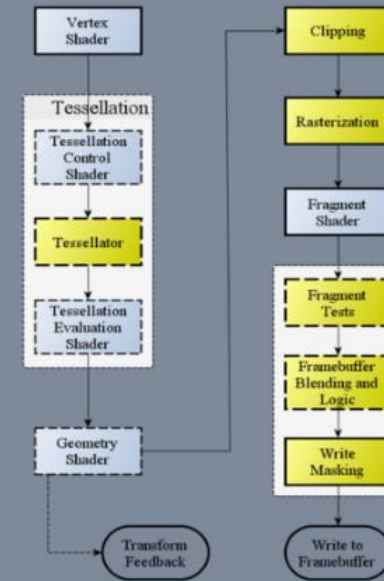 Vertex
Shader
Tessellation
Tessellation
Control
Shader
Tessellator
Tessellation
Evaluation
Shader
Geometry
Shader
Transform
Feedback
Clipping
Rasterization
Fragment
Shader
Fragment
Tests
Framebuffer
Blending and
Logic
Write
Masking
Write to
Framebuffer